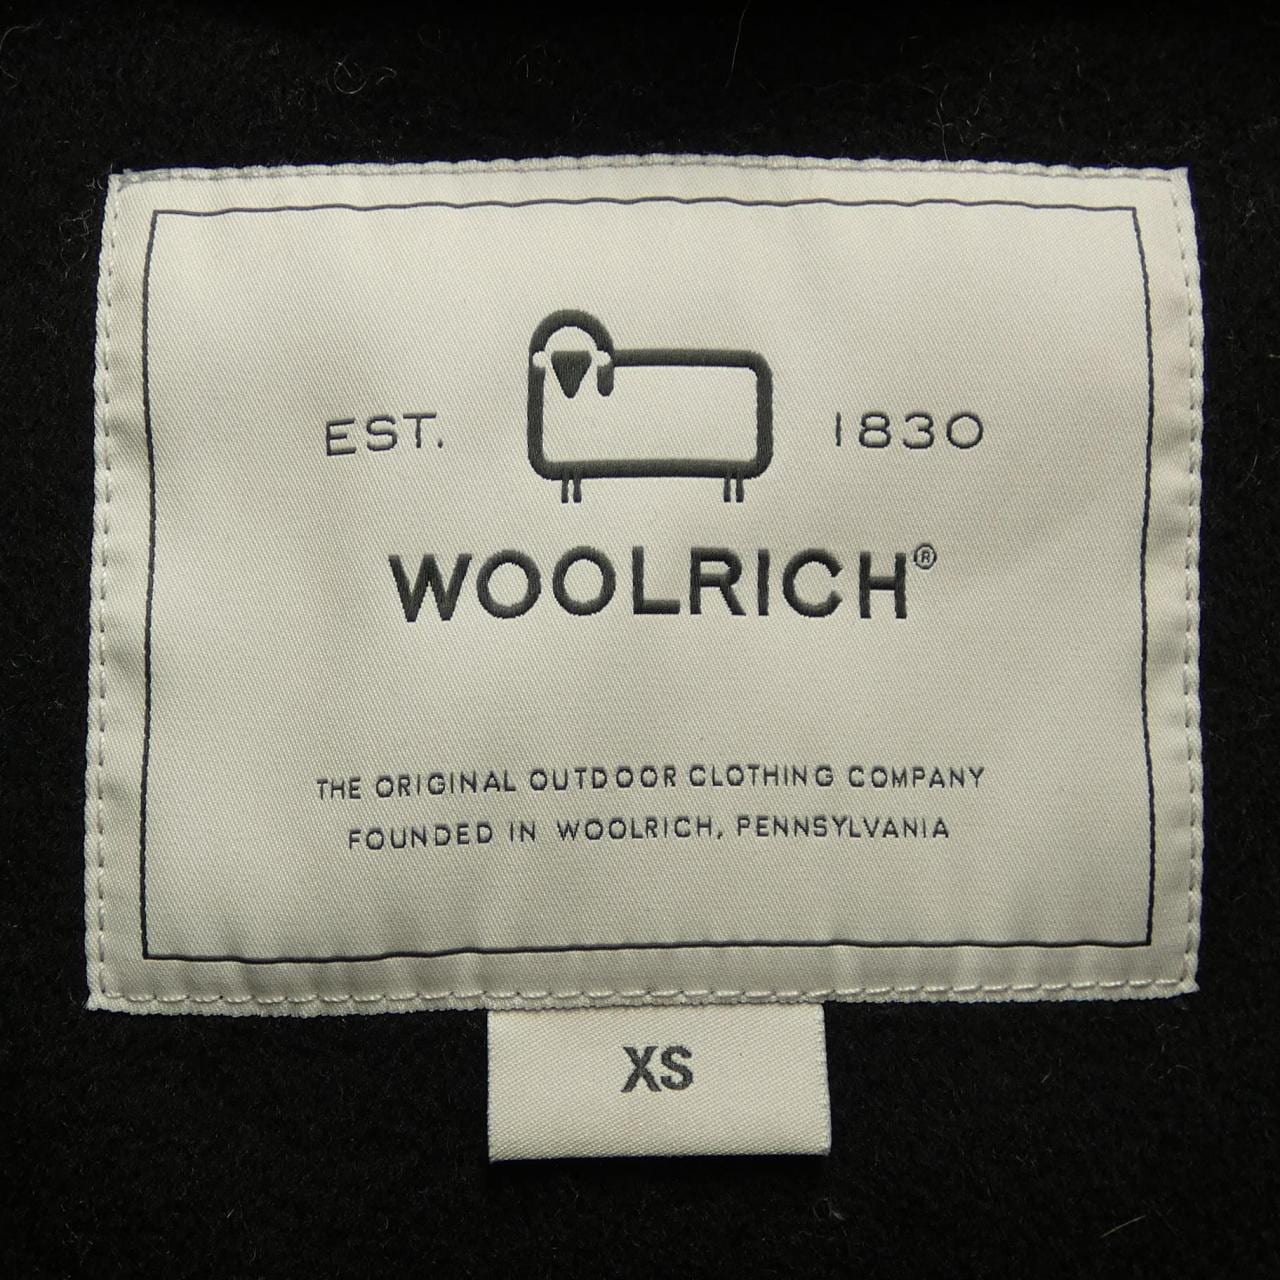 EST. 1830
WOOLRICH®
THE ORIGINAL OUTDOOR CLOTHING COMPANY
FOUNDED IN WOOLRICH, PENNSYLVANIA
XS